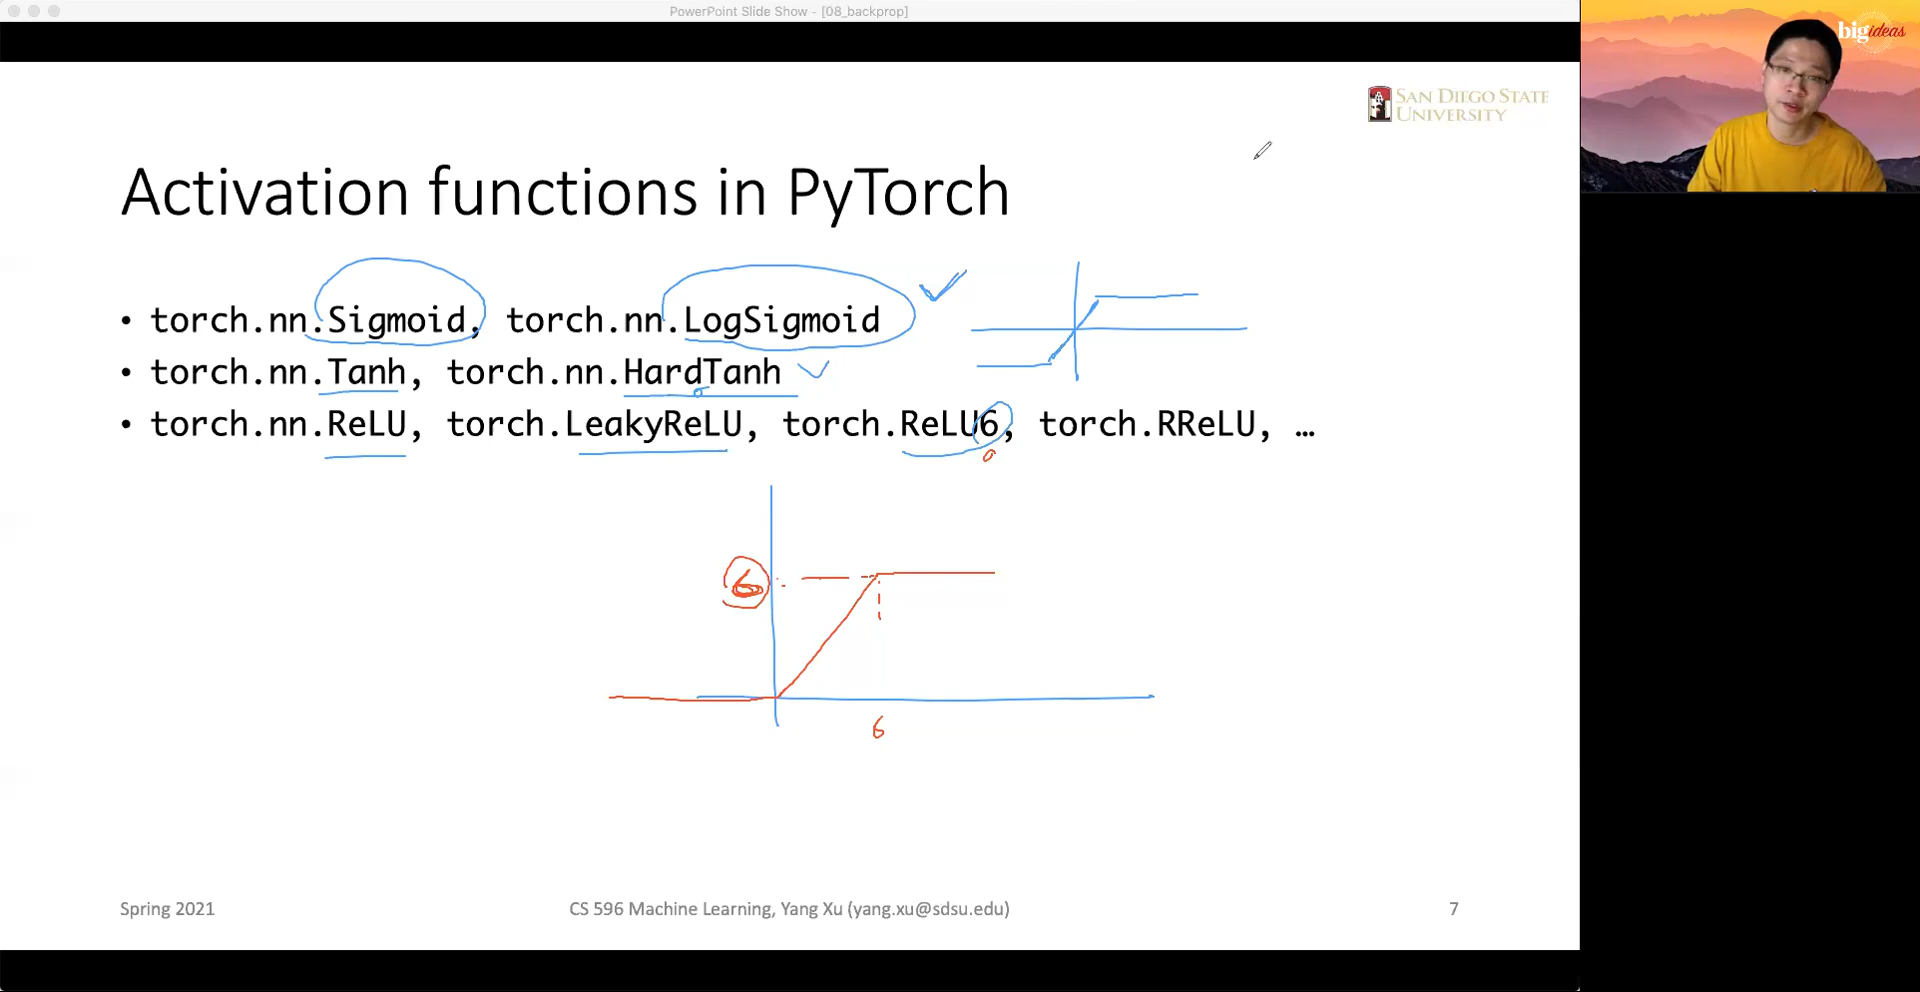 PowerPoint Slide Show - [08_backprop]
big ideas
SAN DIEGO STATE
UNIVERSITY
Activation functions in PyTorch
• torch.nn.Sigmoid, torch.nn.LogSigmoid
• torch.nn.Tanh, torch.nn.HardTanh
• torch.nn.ReLU, torch.LeakyReLU, torch.ReLU6, torch.RReLU, …
6
6
Spring 2021
CS 596 Machine Learning, Yang Xu (yang.xu@sdsu.edu)
7